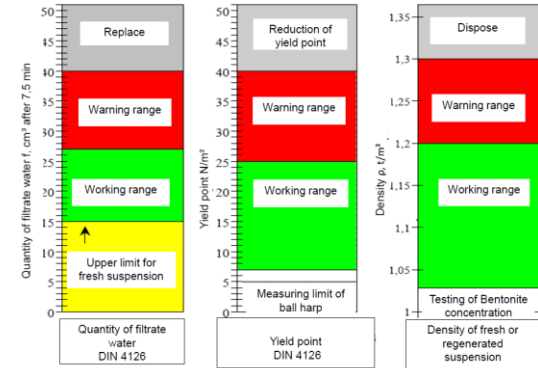 Quantity of filtrate water f, cm³ after 7,5 min
50
45
40
35
30
25
20
15
10
5
0
Replace
Warning range
Working range
Upper limit for
fresh suspension
Quantity of filtrate
water
DIN 4126
Yield point N/m²
50
45
40
35
30
25
20
15
10
5
0
Reduction of
yield point
Warning range
Working range
Measuring limit of
ball harp
Yield point
DIN 4126
Density ρ, t/m³
1,35
1,3
1,25
1,2
1,15
1,1
1,05
1
Dispose
Warning range
Working range
Testing of Bentonite
concentration
Density of fresh or
regenerated
suspension